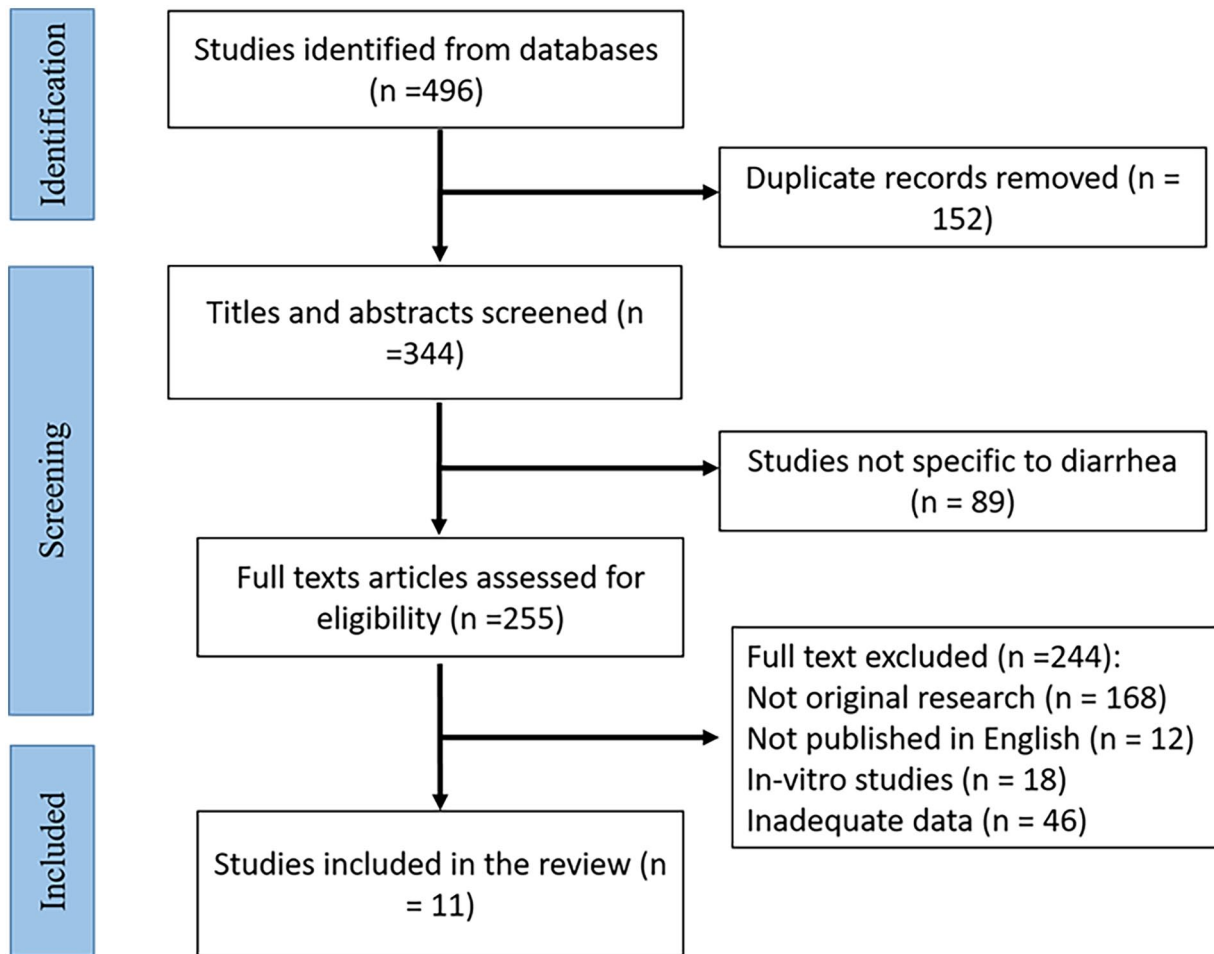 Identification
Studies identified from databases
(n =496)
Duplicate records removed (n =
152)
Screening
Titles and abstracts screened (n
=344)
Studies not specific to diarrhea
(n = 89)
Full texts articles assessed for
eligibility (n =255)
Full text excluded (n =244):
Not original research (n = 168)
Not published in English (n = 12)
In-vitro studies (n = 18)
Inadequate data (n = 46)
Included
Studies included in the review (n
= 11)